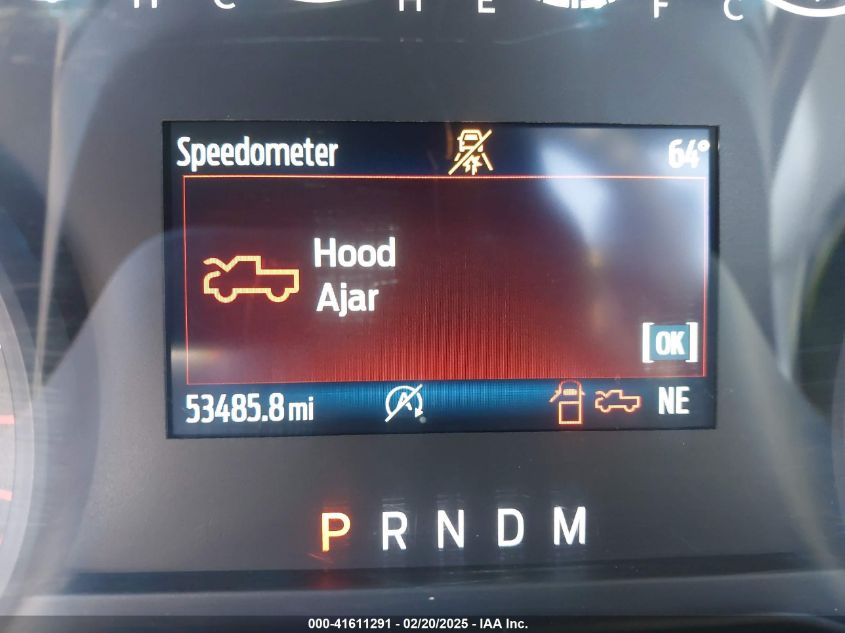 H C H E F C
Speedometer 64°
Hood
Ajar
[OK]
53485.8 mi A NE
P R N D M
000-41611291 - 02/20/2025 - IAA Inc.